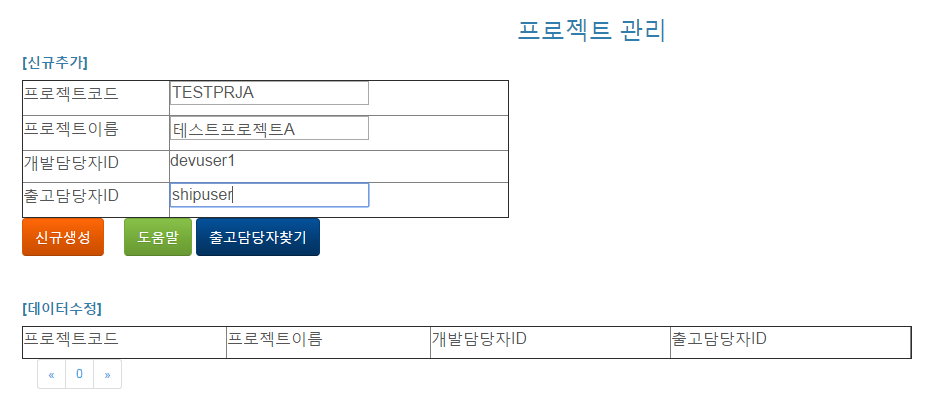 프로젝트 관리
[신규추가]
프로젝트코드 TESTPRJA
프로젝트이름 테스트프로젝트A
개발담당자ID devuser1
출고담당자ID shipuser
신규생성 도움말 출고담당자찾기
[데이터수정]
프로젝트코드 프로젝트이름 개발담당자ID 출고담당자ID
« 0 »